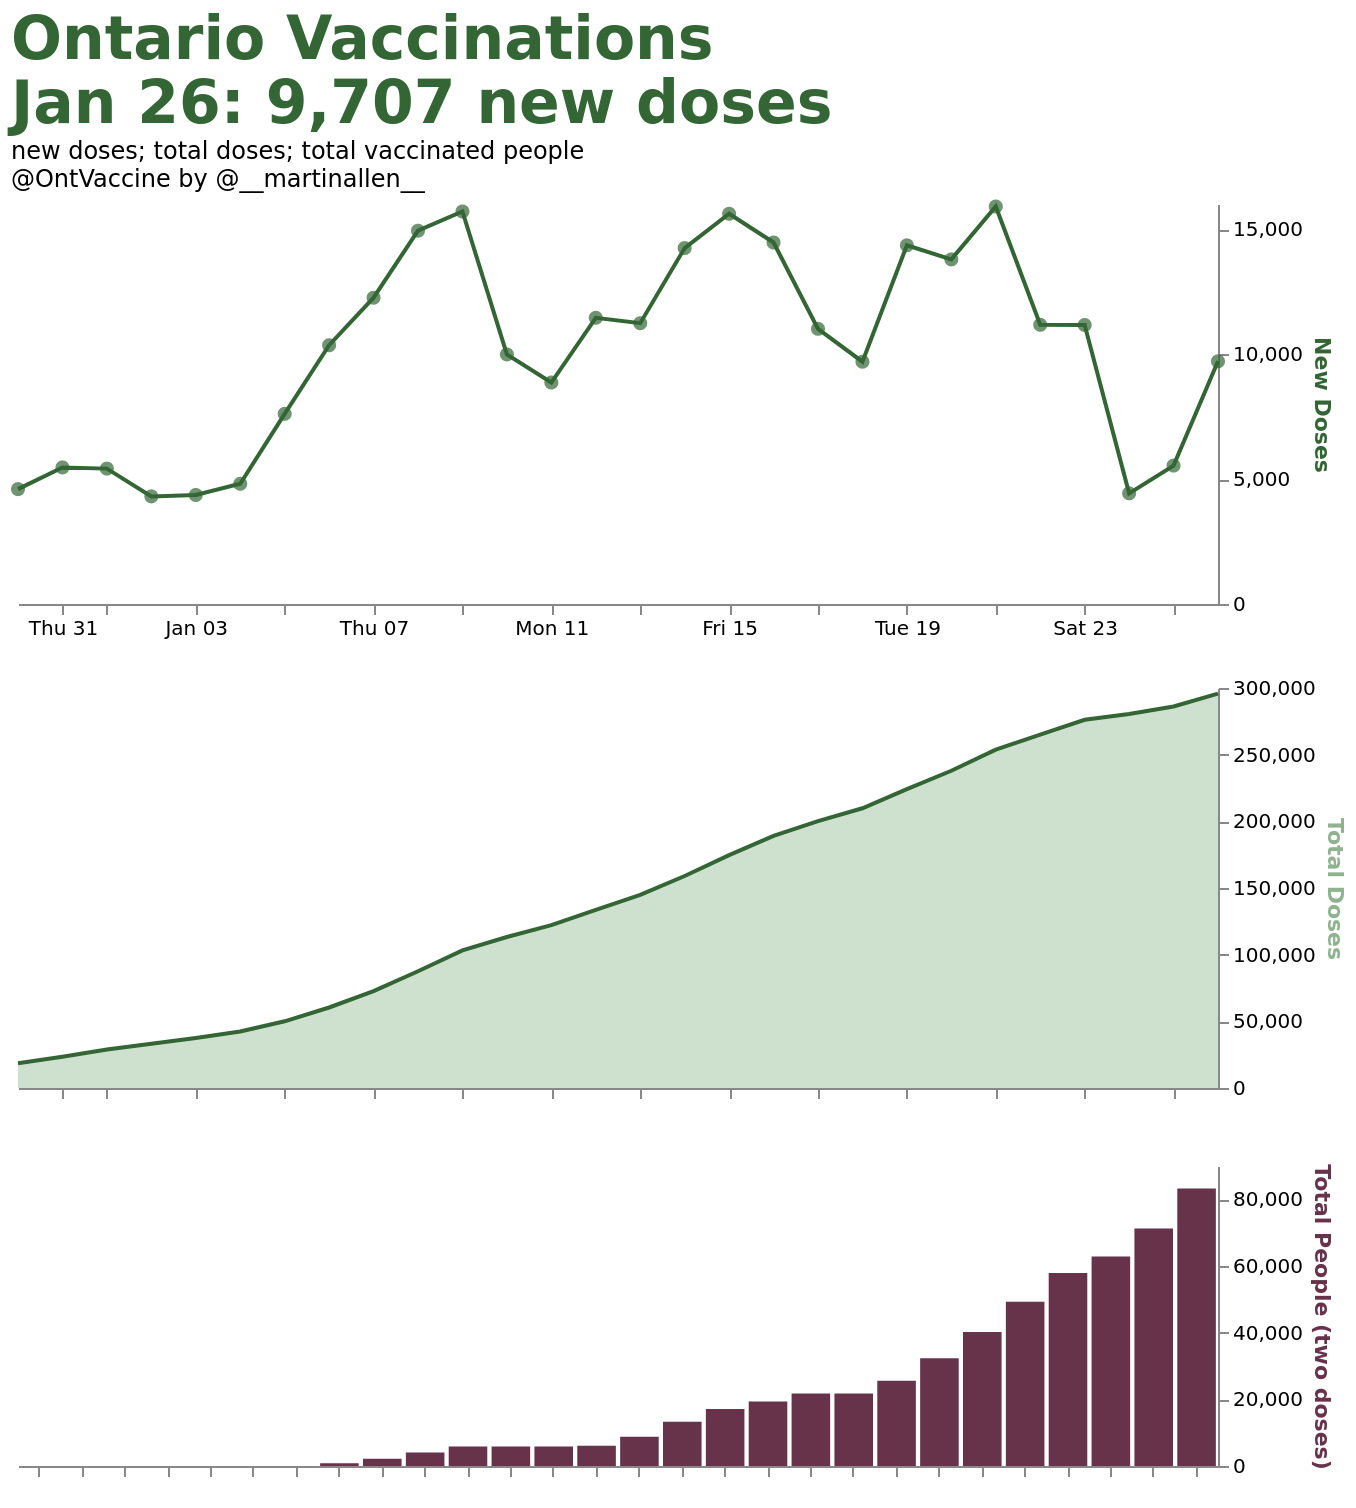 Ontario Vaccinations
Jan 26: 9,707 new doses
new doses; total doses; total vaccinated people
@OntVaccine by @__martinallen__
15,000
10,000
5,000
0
New Doses
Thu 31
Jan 03
Thu 07
Mon 11
Fri 15
Tue 19
Sat 23
300,000
250,000
200,000
150,000
100,000
50,000
0
Total Doses
80,000
60,000
40,000
20,000
0
Total People (two doses)